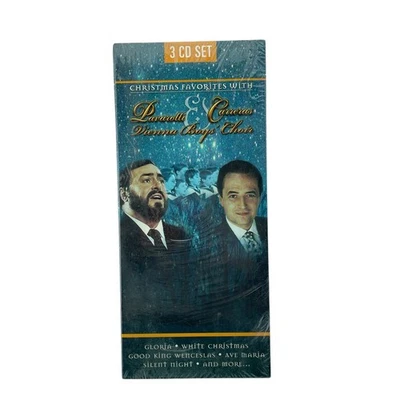 3 CD SET
CHRISTMAS FAVORITES WITH
Pavarotti & Carreras
Vienna Boys' Choir
GLORIA • WHITE CHRISTMAS
GOOD KING WENCESLAS • AVE MARIA
SILENT NIGHT • AND MORE...